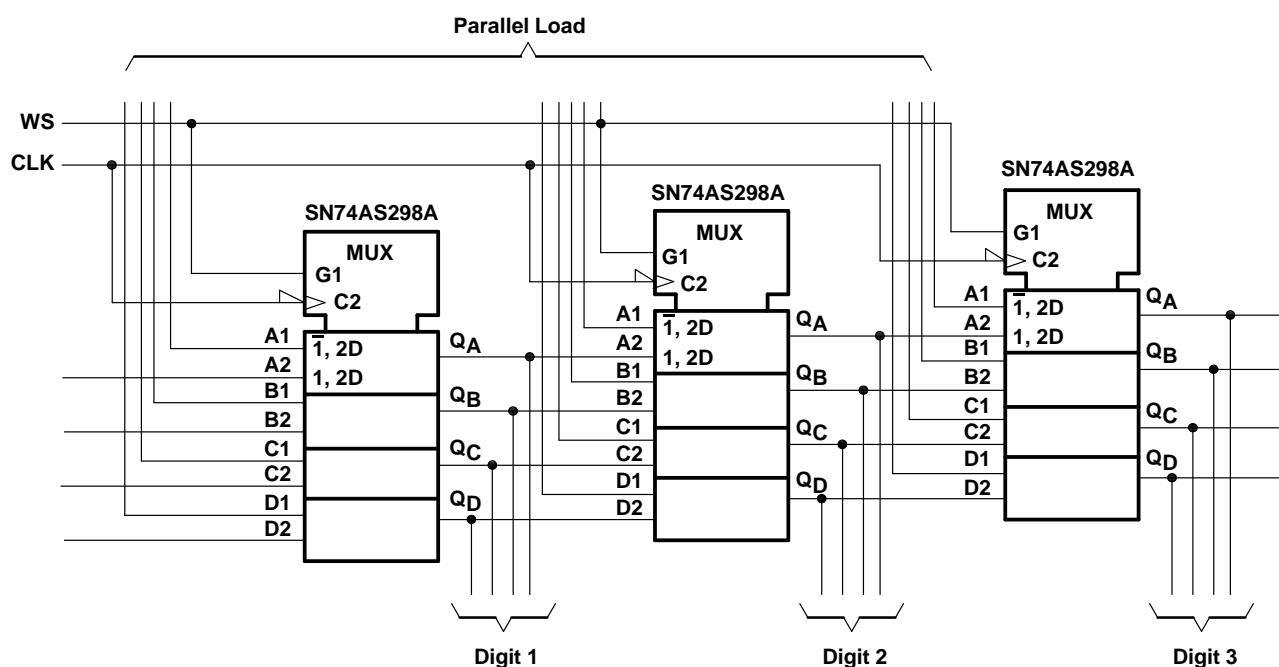 Parallel Load
WS
CLK
SN74AS298A
MUX
G1
C2
A1
A2
B1
B2
C1
C2
D1
D2
1, 2D
1, 2D
QA
QB
QC
QD
Digit 1
SN74AS298A
MUX
G1
C2
A1
A2
B1
B2
C1
C2
D1
D2
1, 2D
1, 2D
QA
QB
QC
QD
Digit 2
SN74AS298A
MUX
G1
C2
A1
A2
B1
B2
C1
C2
D1
D2
1, 2D
1, 2D
QA
QB
QC
QD
Digit 3